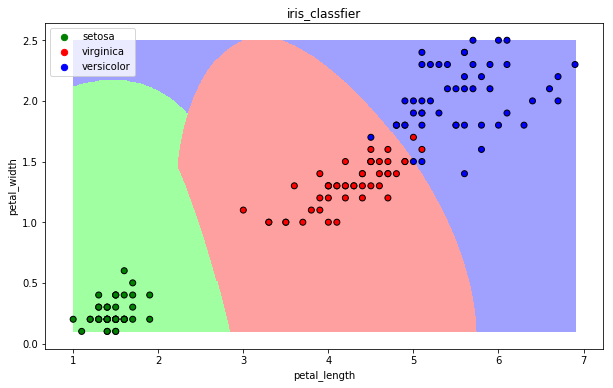 iris_classfier
setosa
virginica
versicolor
petal_width
2.5
2.0
1.5
1.0
0.5
0.0
1
2
3
4
5
6
7
petal_length